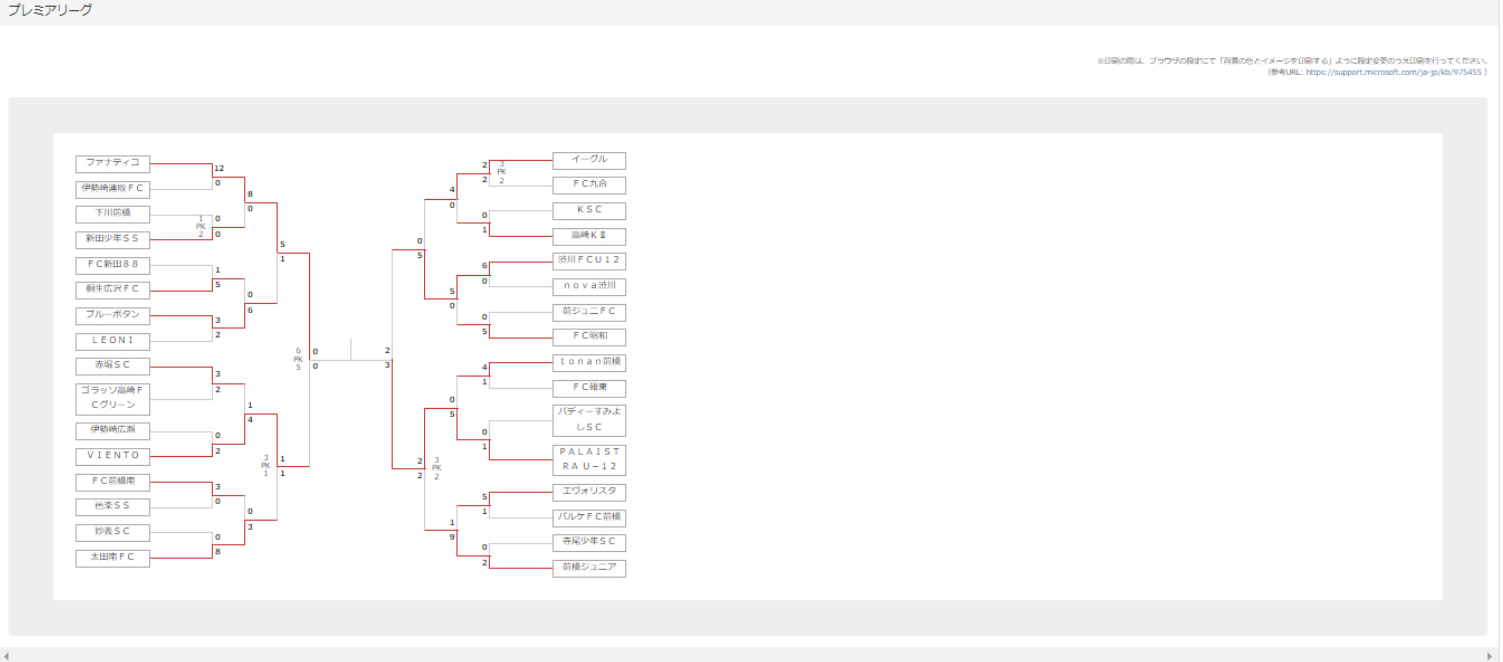 プレミアリーグ
※印刷の際は、ブラウザの設定にて「背景の色とイメージを印刷する」ように設定変更のうえ印刷を行ってください。
(参考URL: https://support.microsoft.com/ja-jp/kb/975455 )
ファナティコ
12
0
伊勢崎連取ＦＣ
8
0
下川前橋
1
PK
2
0
0
新田少年ＳＳ
5
1
ＦＣ新田８８
1
5
桐生広沢ＦＣ
0
6
ブルーボタン
3
2
ＬＥＯＮＩ
6
PK
5
0
0
赤堀ＳＣ
3
2
ゴラッソ高崎Ｆ
Ｃグリーン
1
4
伊勢崎広瀬
0
2
ＶＩＥＮＴＯ
3
PK
1
1
1
ＦＣ前橋南
3
0
邑楽ＳＳ
0
3
妙義ＳＣ
0
8
太田南ＦＣ
イーグル
2
2
3
PK
2
ＦＣ九合
4
0
ＫＳＣ
0
1
高崎ＫⅡ
0
5
渋川ＦＣＵ１２
6
0
ｎｏｖａ渋川
5
0
前ジュニＦＣ
0
5
ＦＣ昭和
2
3
ｔｏｎａｎ前橋
4
1
ＦＣ碓東
0
5
バディーすみよ
しＳＣ
0
1
ＰＡＬＡＩＳＴ
ＲＡ Ｕ－１２
2
2
3
PK
2
エヴォリスタ
5
1
バルケＦＣ前橋
1
9
寺尾少年ＳＣ
0
2
前橋ジュニア